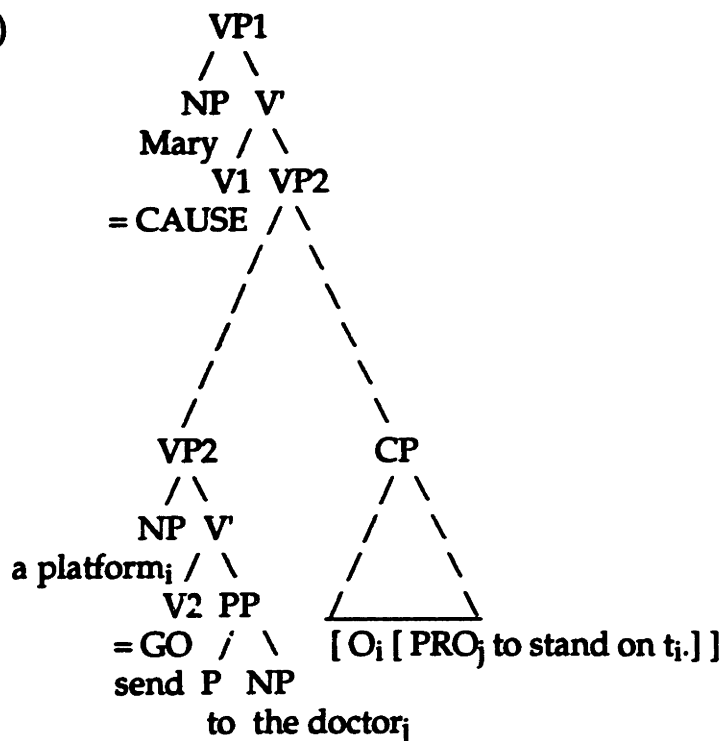 )
VP1
/ \
NP V'
Mary / \
V1 VP2
= CAUSE / \
VP2 CP
/ \ / \
NP V'
a platformi / \
V2 PP
= GO / \ [ Oi [ PROj to stand on ti.] ]
send P NP
to the doctorj